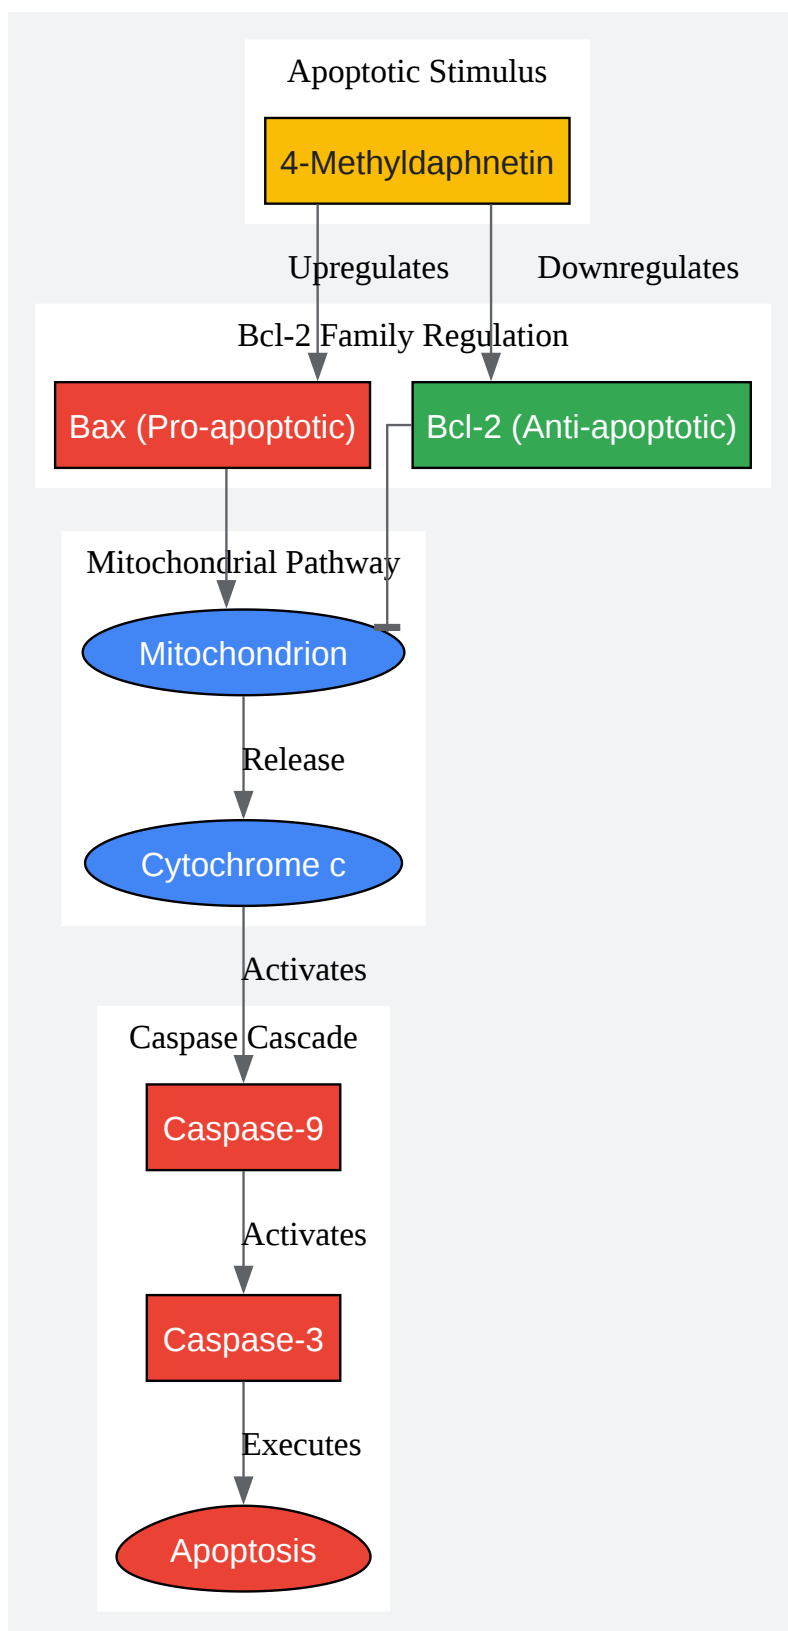 Apoptotic Stimulus
4-Methyldaphnetin
Upregulates
Downregulates
Bcl-2 Family Regulation
Bax (Pro-apoptotic)
Bcl-2 (Anti-apoptotic)
Mitochondrial Pathway
Mitochondrion
Release
Cytochrome c
Activates
Caspase Cascade
Caspase-9
Activates
Caspase-3
Executes
Apoptosis